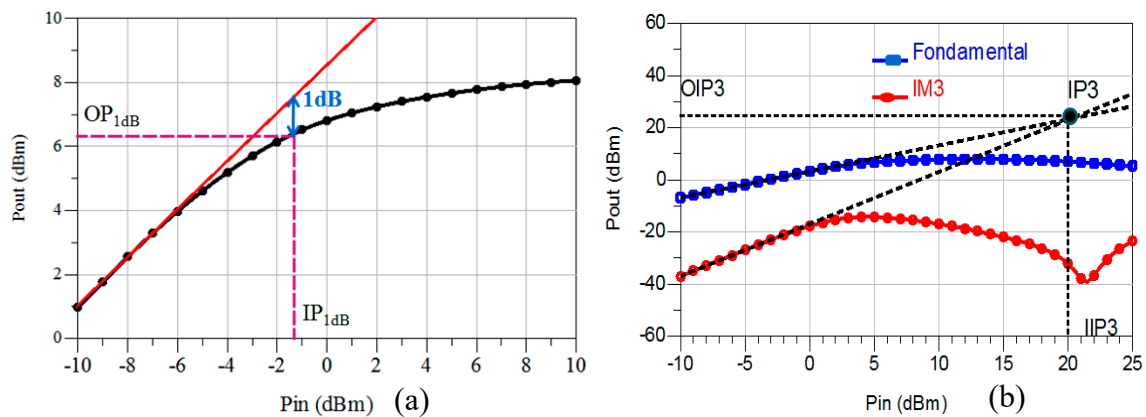 10
8
6
4
2
0
Pout (dBm)
OP1dB
1dB
IP1dB
-10 -8 -6 -4 -2 0 2 4 6 8 10
Pin (dBm)
(a)
60
40
20
0
-20
-40
-60
Pout (dBm)
Fondamental
IM3
OIP3
IP3
IIP3
-10 -5 0 5 10 15 20 25
Pin (dBm)
(b)